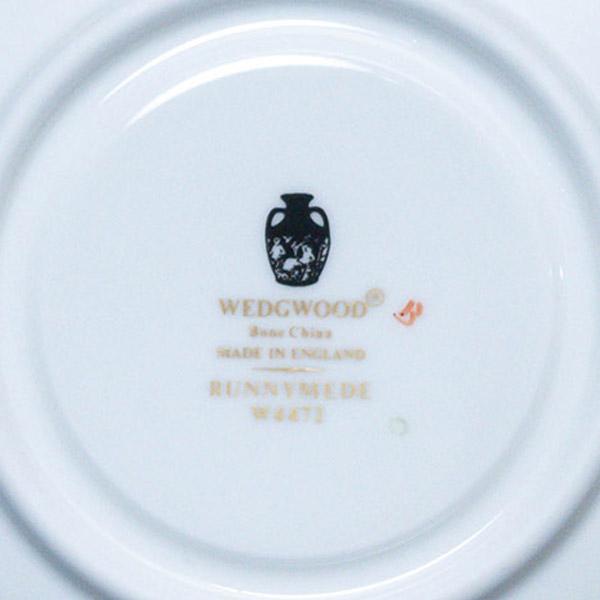 WEDGWOOD®
Bone China
MADE IN ENGLAND
RUNNYMEDE
W4472